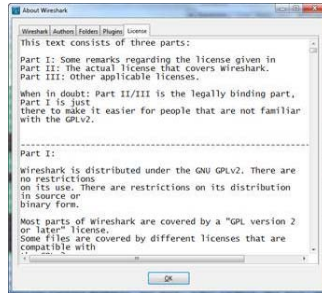 About Wireshark
Wireshark Authors Folders Plugins License
This text consists of three parts:
Part I: Some remarks regarding the license given in
Part II: The actual license that covers Wireshark.
Part III: Other applicable licenses.
When in doubt: Part II/III is the legally binding part,
Part I is just
there to make it easier for people that are not familiar
with the GPLv2.
Part I:
Wireshark is distributed under the GNU GPLv2. There are
no restrictions
on its use. There are restrictions on its distribution
in source or
binary form.
Most parts of Wireshark are covered by a "GPL version 2
or later" license.
Some files are covered by different licenses that are
compatible with
OK